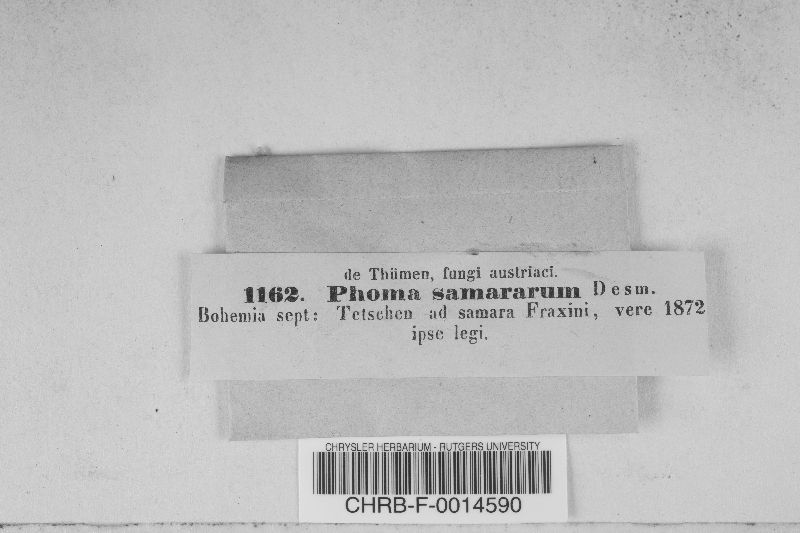 de Thümen, fungi austriaci.
1162. Phoma samararum Desm.
Bohemia sept: Tetschen ad samara Fraxini, vere 1872
ipse legi.
CHRYSLER HERBARIUM - RUTGERS UNIVERSITY
CHRB-F-0014590